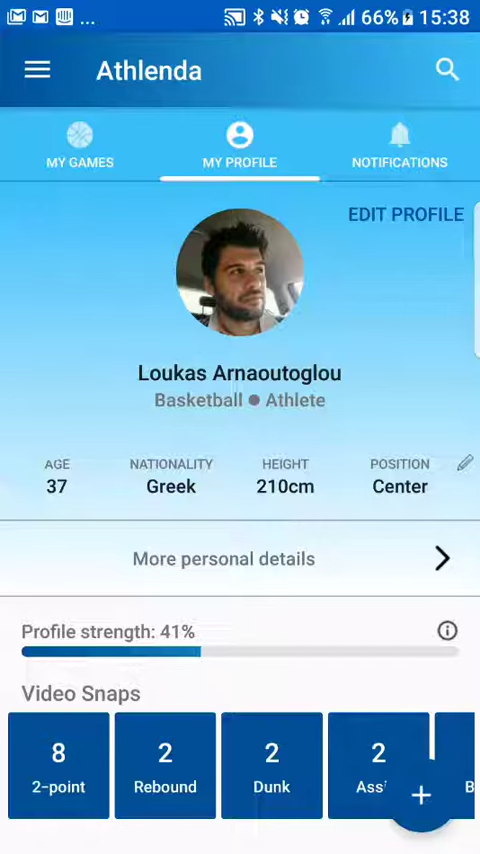 ... 66% 15:38
Athlenda
MY GAMES MY PROFILE NOTIFICATIONS
EDIT PROFILE
Loukas Arnaoutoglou
Basketball ● Athlete
AGE NATIONALITY HEIGHT POSITION
37 Greek 210cm Center
More personal details
Profile strength: 41%
Video Snaps
8 2 2 2
2-point Rebound Dunk Assi B
+